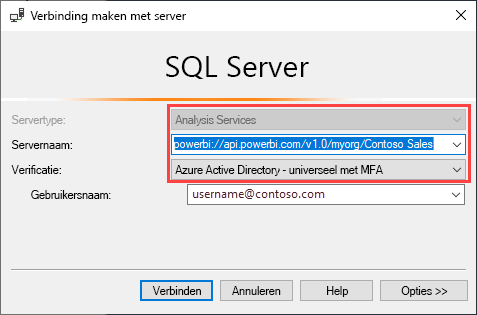 Verbinding maken met server
SQL Server
Servertype: Analysis Services
Servernaam: powerbi://api.powerbi.com/v1.0/myorg/Contoso Sales
Verificatie: Azure Active Directory - universeel met MFA
Gebruikersnaam: username@contoso.com
Verbinden Annuleren Help Opties >>